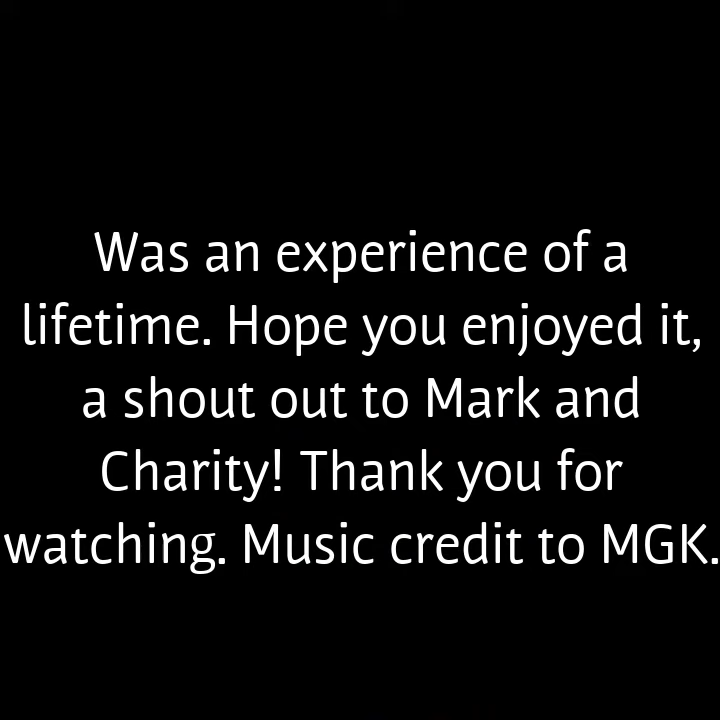 Was an experience of a
lifetime. Hope you enjoyed it,
a shout out to Mark and
Charity! Thank you for
watching. Music credit to MGK.